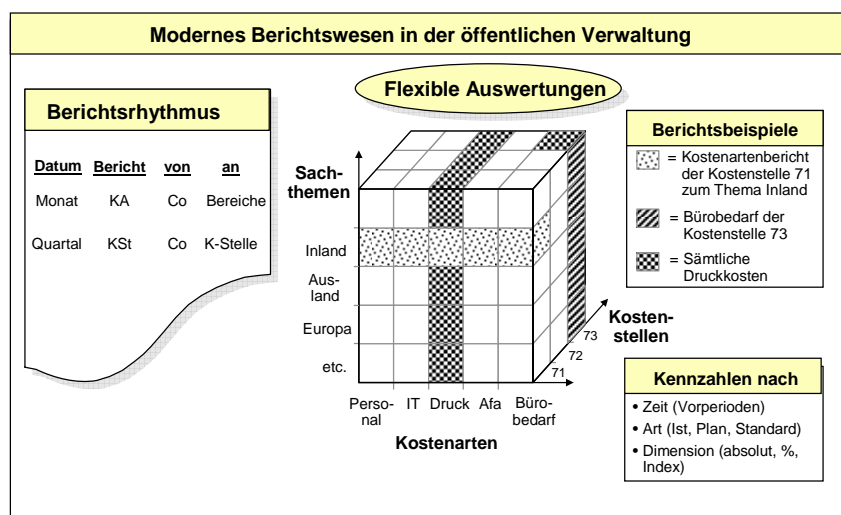 Modernes Berichtswesen in der öffentlichen Verwaltung
Flexible Auswertungen
Berichtsrhythmus
Datum Bericht von an
Monat KA Co Bereiche
Quartal KSt Co K-Stelle
Sach-
themen
Inland
Aus-
land
Europa
etc.
Perso-
nal
IT
Druck
Afa
Büro-
bedarf
Kostenarten
71
72
73
Kosten-
stellen
Berichtsbeispiele
= Kostenartenbericht
der Kostenstelle 71
zum Thema Inland
= Bürobedarf der
Kostenstelle 73
= Sämtliche
Druckkosten
Kennzahlen nach
• Zeit (Vorperioden)
• Art (Ist, Plan, Standard)
• Dimension (absolut, %,
Index)